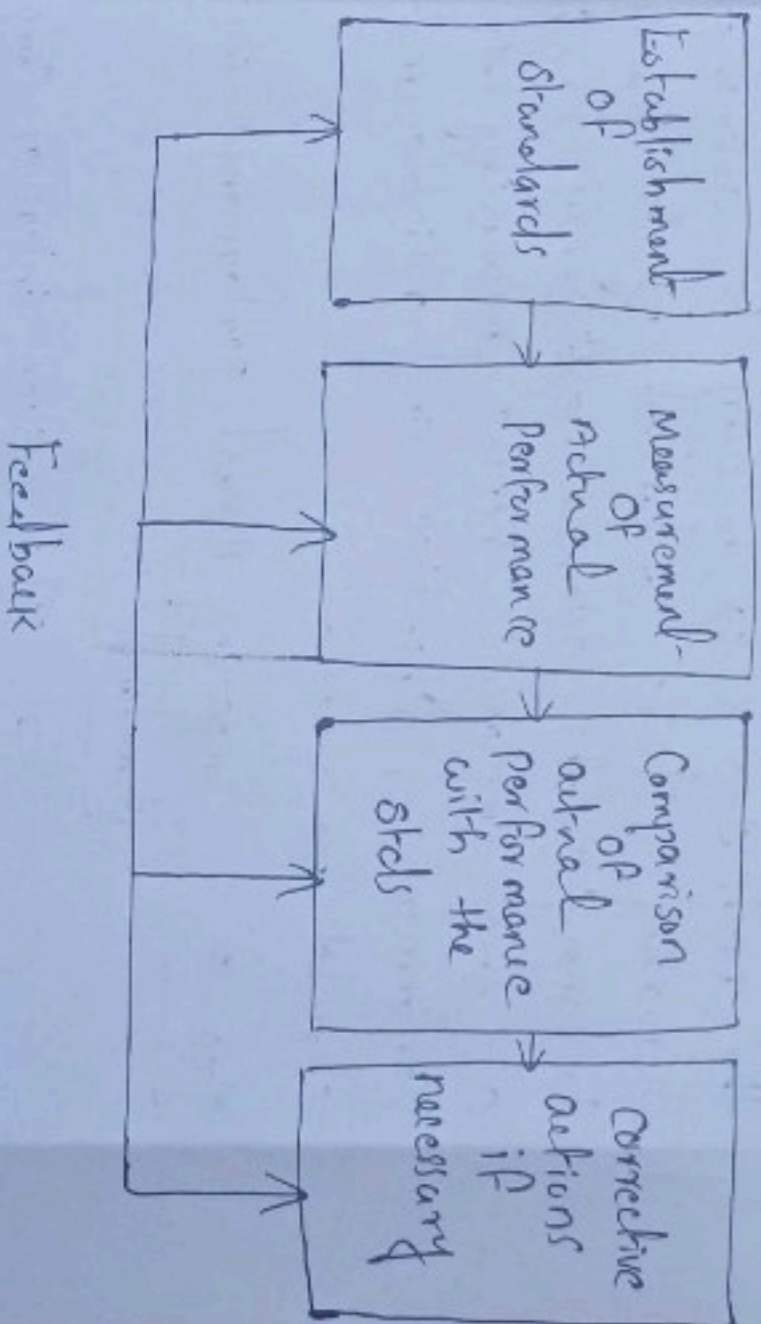 Establishment
of
standards
Measurement
of
Actual
performance
Comparison
of
actual
performance
with the
stds
Corrective
actions
if
necessary
Feedback